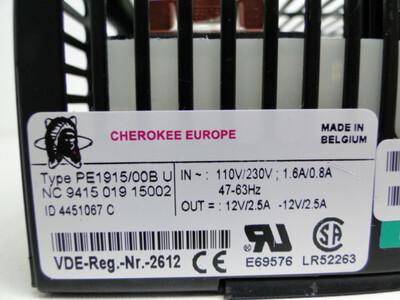 CHEROKEE EUROPE
MADE IN
BELGIUM
Type PE1915/00B U
NC 9415 019 15002
ID 4451067 C
IN ~: 110V/230V ; 1.6A/0.8A
47-63Hz
OUT = : 12V/2.5A -12V/2.5A
VDE-Reg.-Nr.-2612 CE
E69576
SA
LR52263